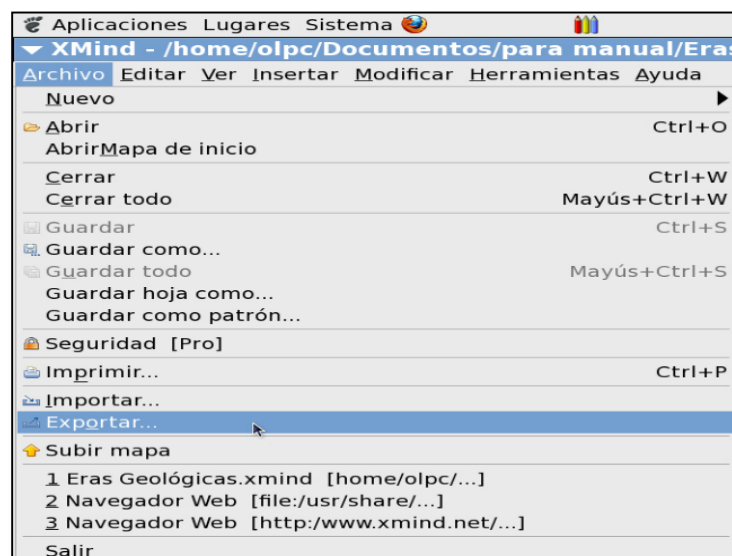 Aplicaciones Lugares Sistema
XMind - /home/olpc/Documentos/para manual/Eras
Archivo Editar Ver Insertar Modificar Herramientas Ayuda
Nuevo
Abrir Ctrl+O
AbrirMapa de inicio
Cerrar Ctrl+W
Cerrar todo Mayús+Ctrl+W
Guardar Ctrl+S
Guardar como...
Guardar todo Mayús+Ctrl+S
Guardar hoja como...
Guardar como patrón...
Seguridad [Pro]
Imprimir... Ctrl+P
Importar...
Exportar...
Subir mapa
1 Eras Geológicas.xmind [home/olpc/...]
2 Navegador Web [file:/usr/share/...]
3 Navegador Web [http:/www.xmind.net/...]
Salir